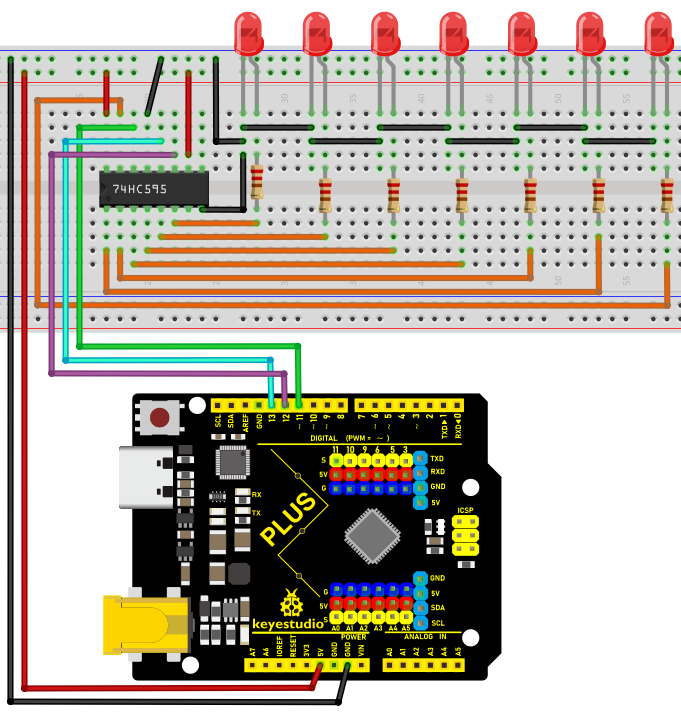 30
35
40
45
50
55
74HC595
50
55
SCL
SDA
AREF
GND
13
12
~ 11
~ 10
~ 9
8
7
~ 6
~ 5
4
~ 3
2
TXD▶1
RXD◀0
DIGITAL (PWM = ~)
11 10 9 6 5 3
S
5V
G
TXD
RXD
GND
5V
RX
TX
PLUS
ICSP
keyestudio
G
5V
S
A0 A1 A2 A3 A4 A5
GND
5V
SDA
SCL
POWER
ANALOG IN
A7
A6
IOREF
RESET
3V3
5V
GND
GND
VIN
A0
A1
A2
A3
A4
A5